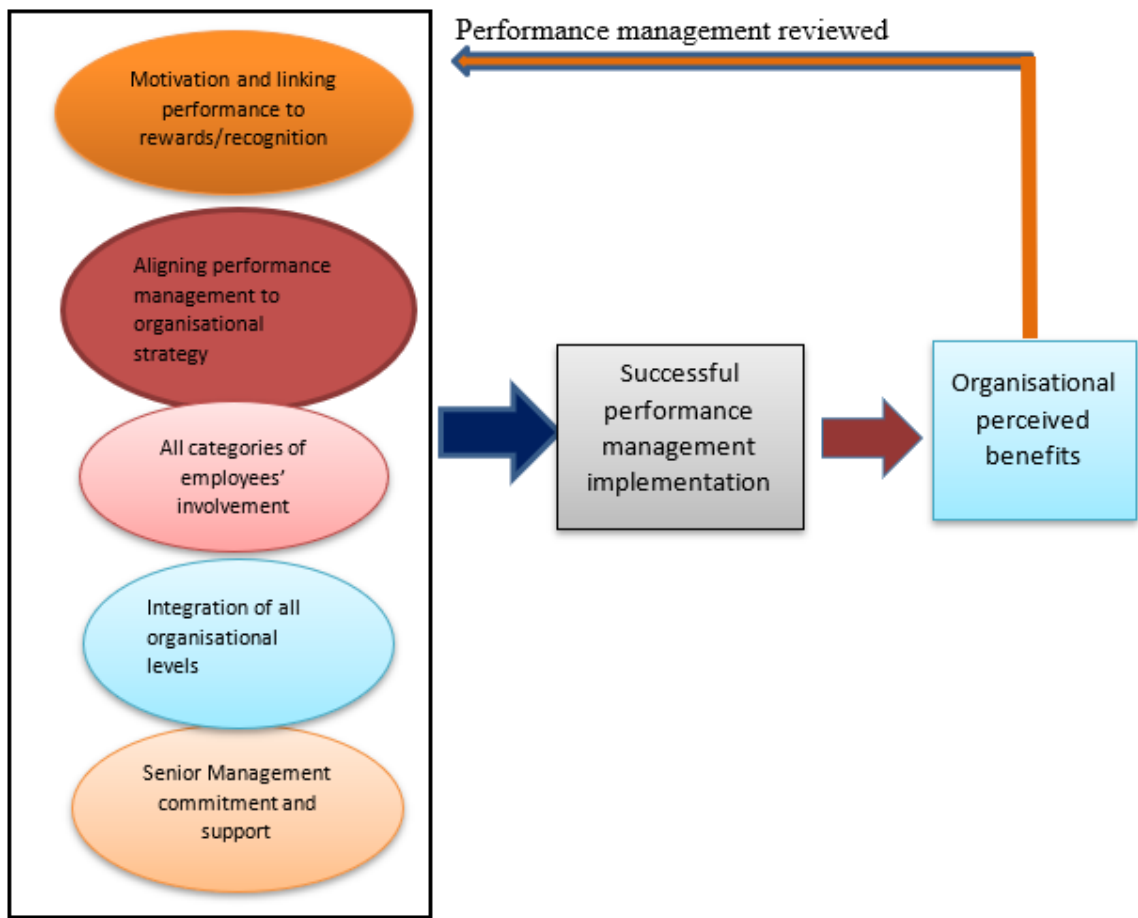 Performance management reviewed
Motivation and linking
performance to
rewards/recognition
Aligning performance
management to
organisational
strategy
All categories of
employees’
involvement
Integration of all
organisational
levels
Senior Management
commitment and
support
Successful
performance
management
implementation
Organisational
perceived
benefits